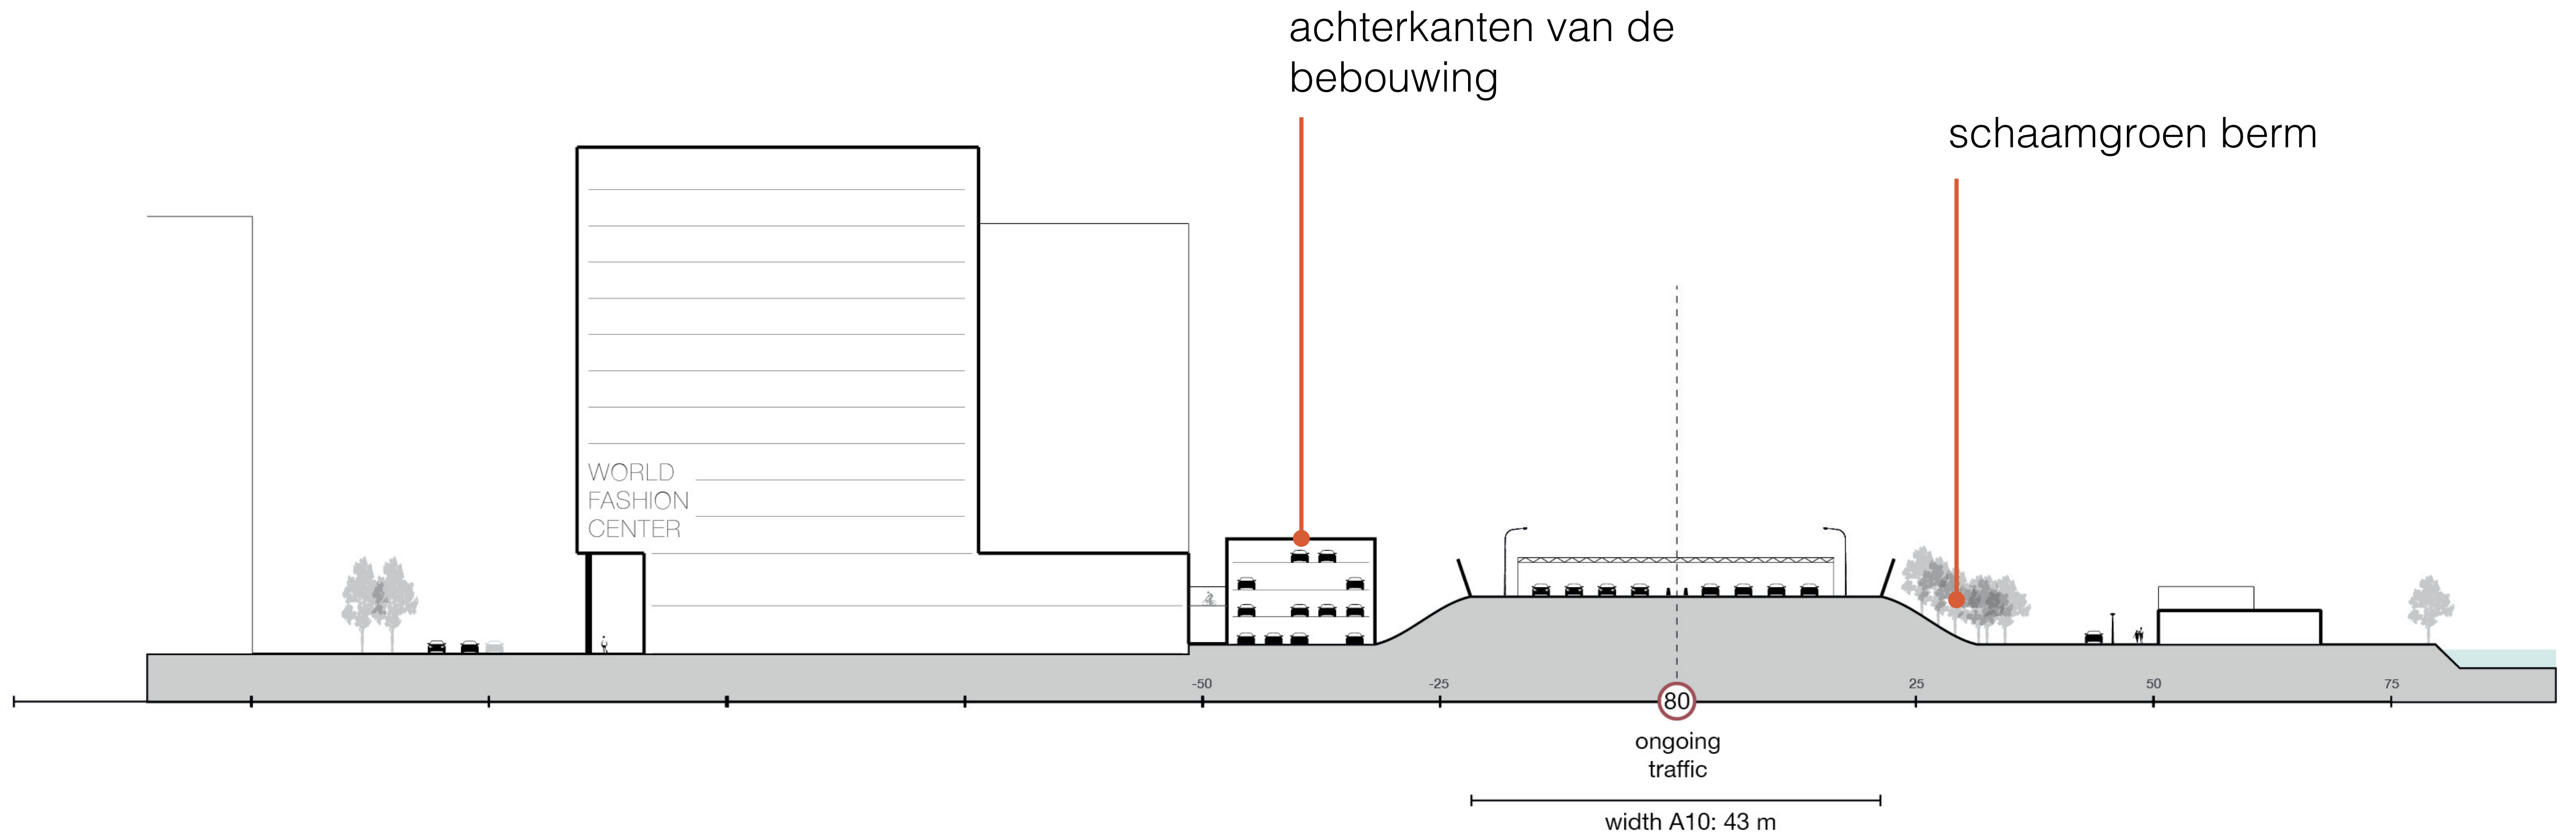 achterkanten van de
bebouwing
schaamgroen berm
WORLD
FASHION
CENTER
-50
-25
25
50
75
80
ongoing
traffic
width A10: 43 m